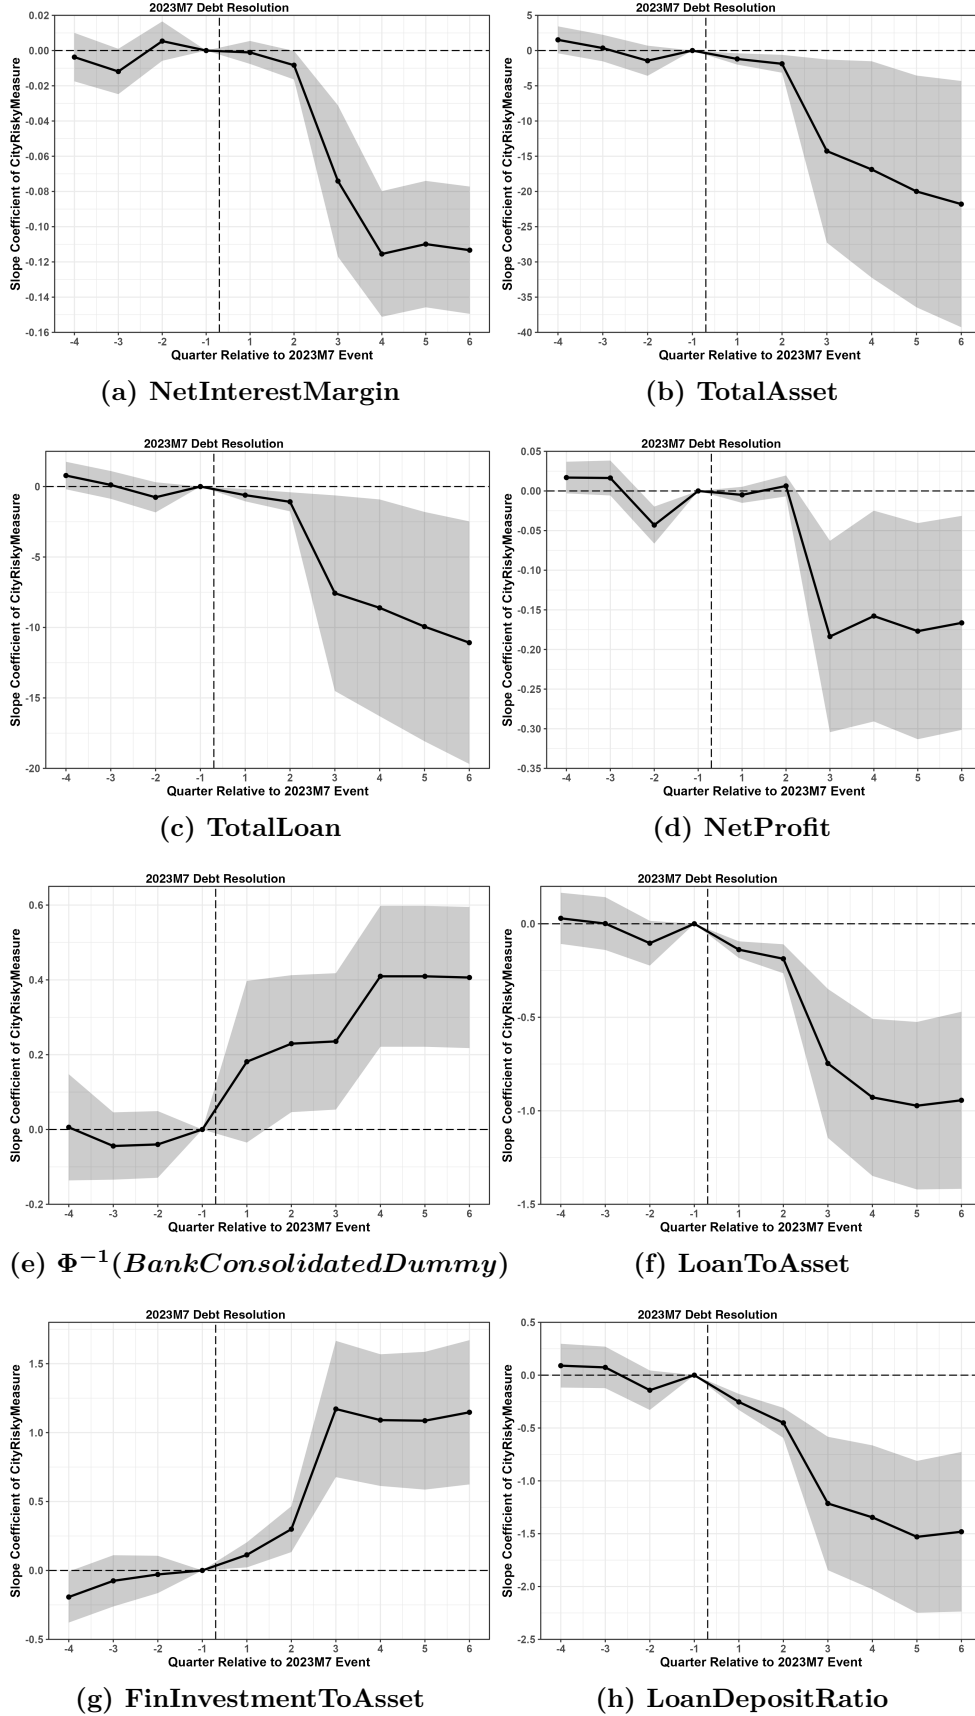 2023M7 Debt Resolution
Slope Coefficient of CityRiskyMeasure
0.02
0.00
-0.02
-0.04
-0.06
-0.08
-0.10
-0.12
-0.14
-0.16
-4 -3 -2 -1 1 2 3 4 5 6
Quarter Relative to 2023M7 Event
(a) NetInterestMargin
2023M7 Debt Resolution
Slope Coefficient of CityRiskyMeasure
5
0
-5
-10
-15
-20
-25
-30
-35
-40
-4 -3 -2 -1 1 2 3 4 5 6
Quarter Relative to 2023M7 Event
(b) TotalAsset
2023M7 Debt Resolution
Slope Coefficient of CityRiskyMeasure
0
-5
-10
-15
-20
-4 -3 -2 -1 1 2 3 4 5 6
Quarter Relative to 2023M7 Event
(c) TotalLoan
2023M7 Debt Resolution
Slope Coefficient of CityRiskyMeasure
0.05
0.00
-0.05
-0.10
-0.15
-0.20
-0.25
-0.30
-0.35
-4 -3 -2 -1 1 2 3 4 5 6
Quarter Relative to 2023M7 Event
(d) NetProfit
2023M7 Debt Resolution
Slope Coefficient of CityRiskyMeasure
0.6
0.4
0.2
0.0
-0.2
-4 -3 -2 -1 1 2 3 4 5 6
Quarter Relative to 2023M7 Event
(e) Φ⁻¹(BankConsolidatedDummy)
2023M7 Debt Resolution
Slope Coefficient of CityRiskyMeasure
0.0
-0.5
-1.0
-1.5
-4 -3 -2 -1 1 2 3 4 5 6
Quarter Relative to 2023M7 Event
(f) LoanToAsset
2023M7 Debt Resolution
Slope Coefficient of CityRiskyMeasure
1.5
1.0
0.5
0.0
-0.5
-4 -3 -2 -1 1 2 3 4 5 6
Quarter Relative to 2023M7 Event
(g) FinInvestmentToAsset
2023M7 Debt Resolution
Slope Coefficient of CityRiskyMeasure
0.5
0.0
-0.5
-1.0
-1.5
-2.0
-2.5
-4 -3 -2 -1 1 2 3 4 5 6
Quarter Relative to 2023M7 Event
(h) LoanDepositRatio